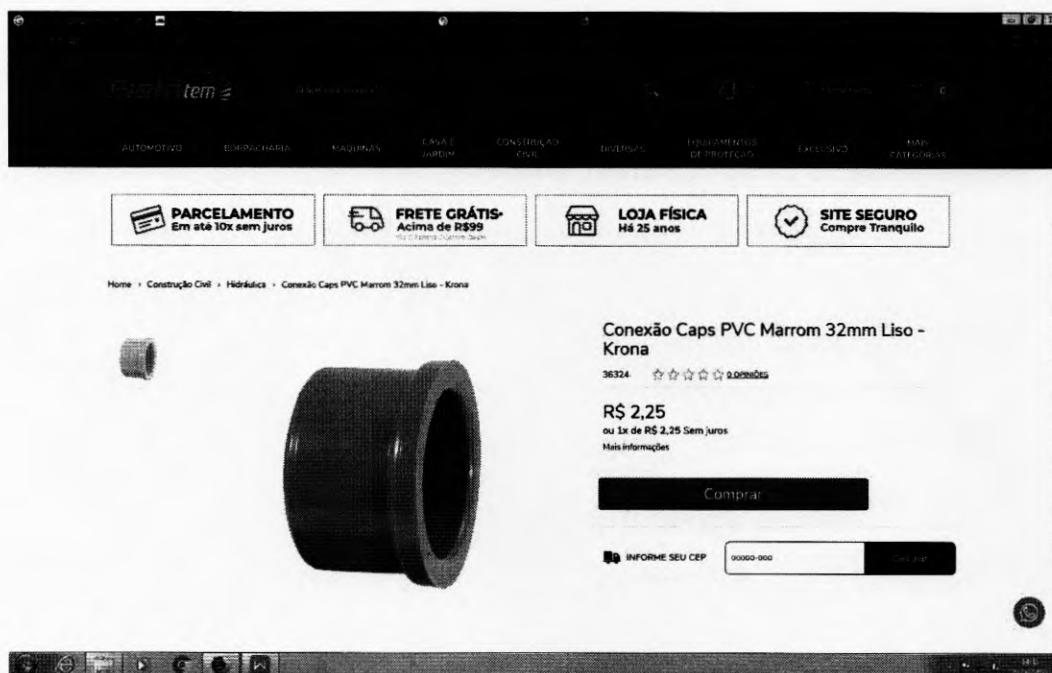 tem
AUTOMOTIVO
BORRACHARIA
MÁQUINAS
CASA E
JARDIM
CONSTRUÇÃO
CIVIL
DIVERSAS
EQUIPAMENTOS
DE PROTEÇÃO
EXCLUSIVO
MAIS
CATEGORIAS
PARCELAMENTO
Em até 10x sem juros
FRETE GRÁTIS*
Acima de R$99
LOJA FÍSICA
Há 25 anos
SITE SEGURO
Compre Tranquilo
Home › Construção Civil › Hidráulica › Conexão Caps PVC Marrom 32mm Liso - Krona
Conexão Caps PVC Marrom 32mm Liso -
Krona
36324 0 OPINIÕES
R$ 2,25
ou 1x de R$ 2,25 Sem juros
Mais informações
Comprar
INFORME SEU CEP
00000-000